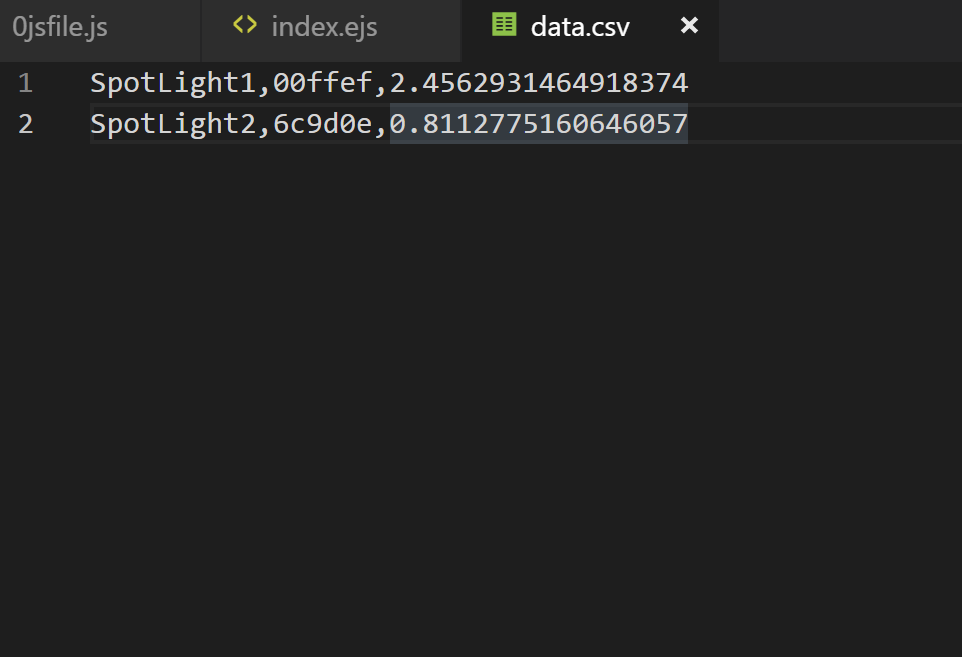 0jsfile.js index.ejs data.csv
1 SpotLight1,00ffef,2.4562931464918374
2 SpotLight2,6c9d0e,0.8112775160646057